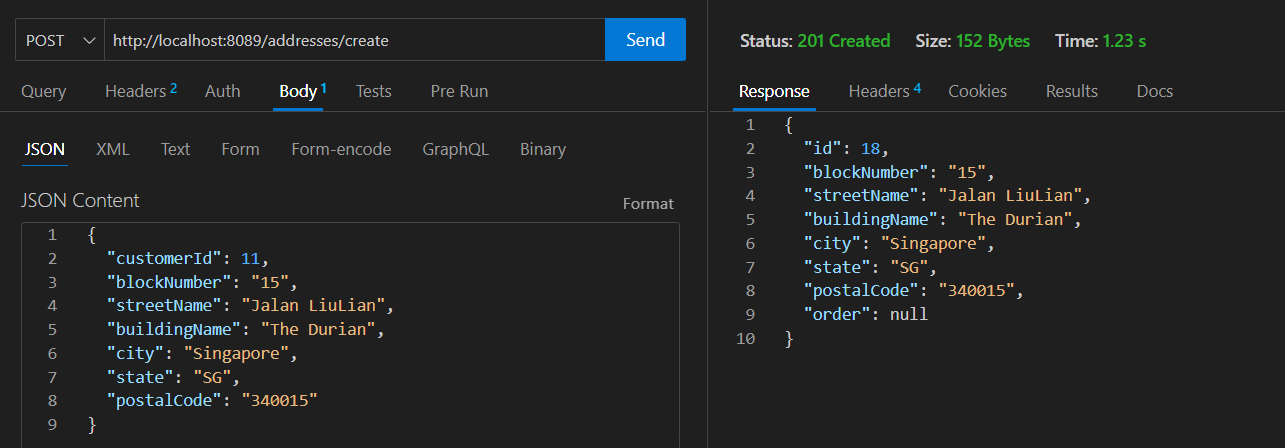 POST http://localhost:8089/addresses/create Send
Query Headers 2 Auth Body 1 Tests Pre Run
JSON XML Text Form Form-encode GraphQL Binary
JSON Content Format
1 {
2 "customerId": 11,
3 "blockNumber": "15",
4 "streetName": "Jalan LiuLian",
5 "buildingName": "The Durian",
6 "city": "Singapore",
7 "state": "SG",
8 "postalCode": "340015"
9 }
Status: 201 Created Size: 152 Bytes Time: 1.23 s
Response Headers 4 Cookies Results Docs
1 {
2 "id": 18,
3 "blockNumber": "15",
4 "streetName": "Jalan LiuLian",
5 "buildingName": "The Durian",
6 "city": "Singapore",
7 "state": "SG",
8 "postalCode": "340015",
9 "order": null
10 }